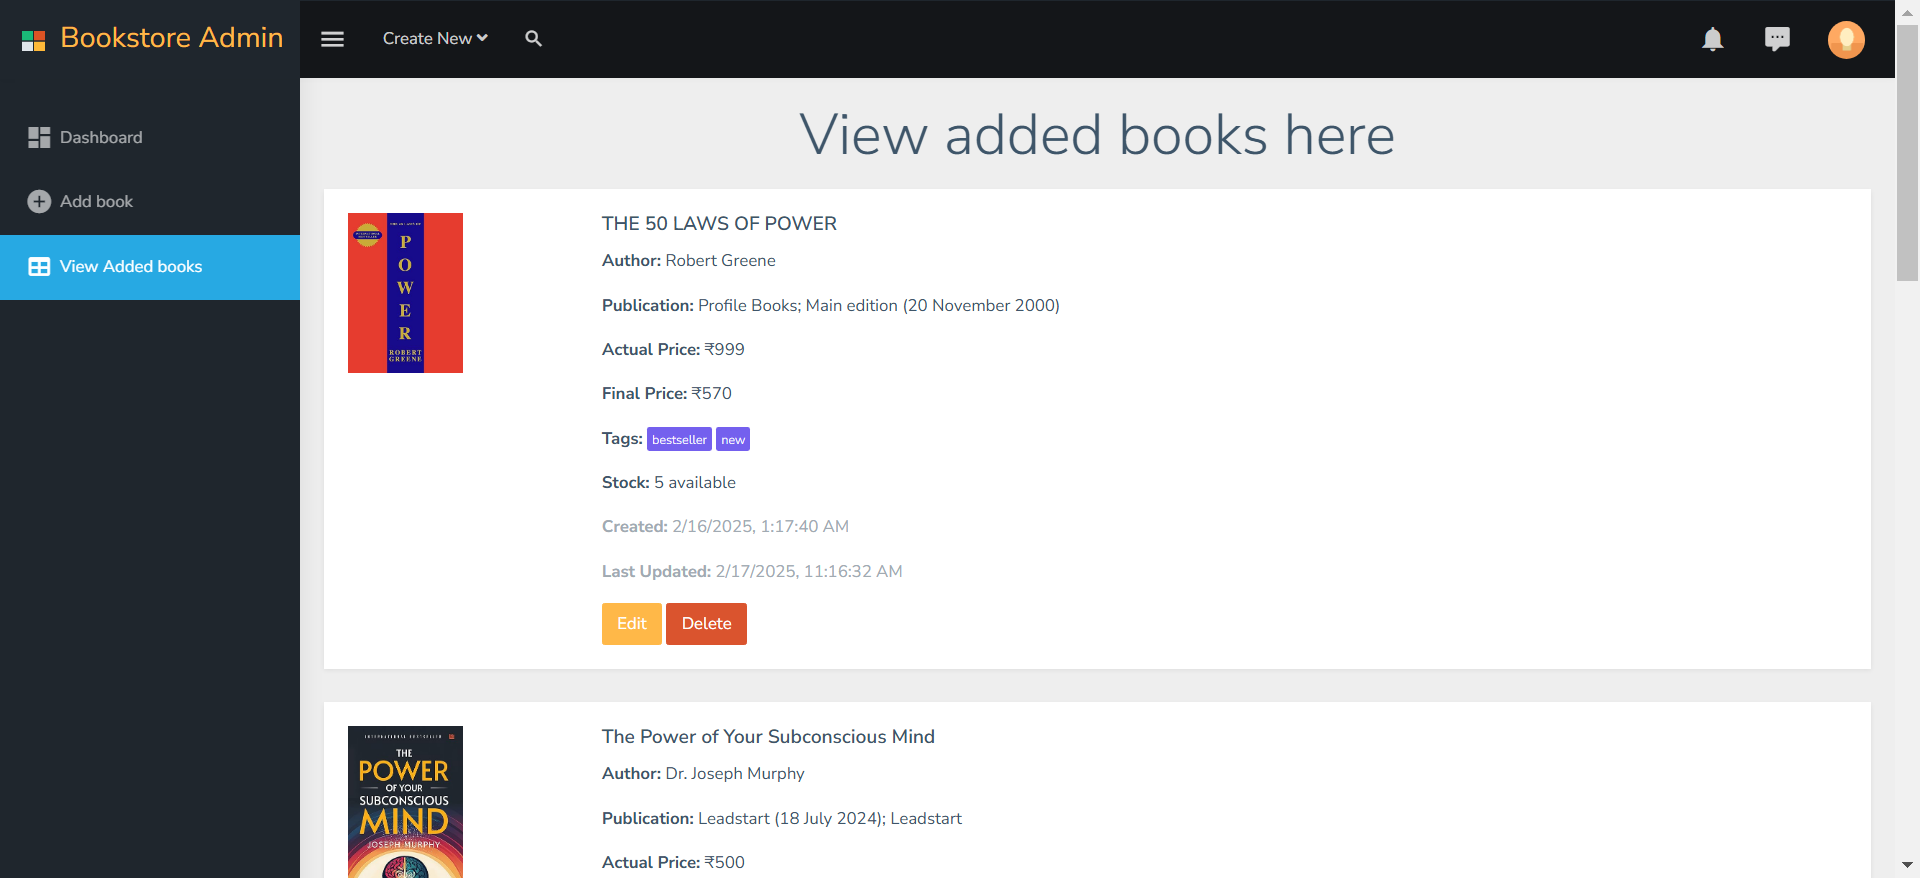 Bookstore Admin
Create New
Dashboard
Add book
View Added books
View added books here
P
O
W
E
R
ROBERT
GREENE
THE 50 LAWS OF POWER
Author: Robert Greene
Publication: Profile Books; Main edition (20 November 2000)
Actual Price: ₹999
Final Price: ₹570
Tags: bestseller new
Stock: 5 available
Created: 2/16/2025, 1:17:40 AM
Last Updated: 2/17/2025, 11:16:32 AM
Edit Delete
INTERNATIONAL BESTSELLER
THE
POWER
OF YOUR
SUBCONSCIOUS
MIND
JOSEPH MURPHY
The Power of Your Subconscious Mind
Author: Dr. Joseph Murphy
Publication: Leadstart (18 July 2024); Leadstart
Actual Price: ₹500